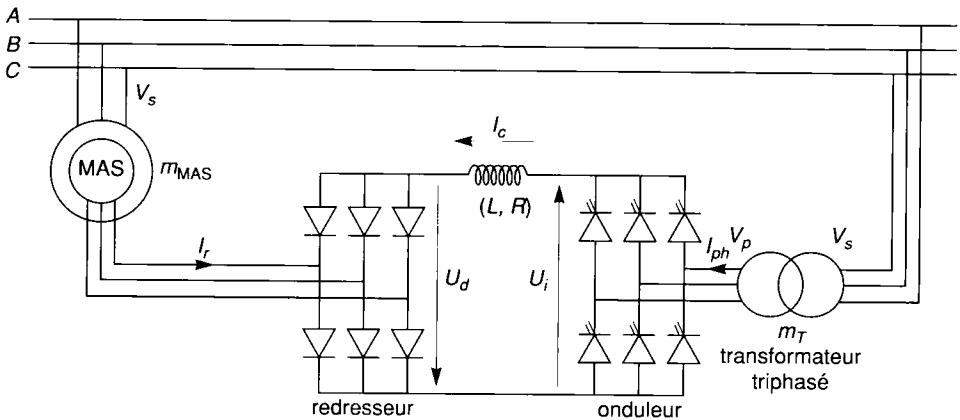 A
B
C
V_s
MAS
m_MAS
I_c
(L, R)
I_r
U_d
U_i
I_ph
V_p
V_s
m_T
transformateur
triphasé
redresseur
onduleur